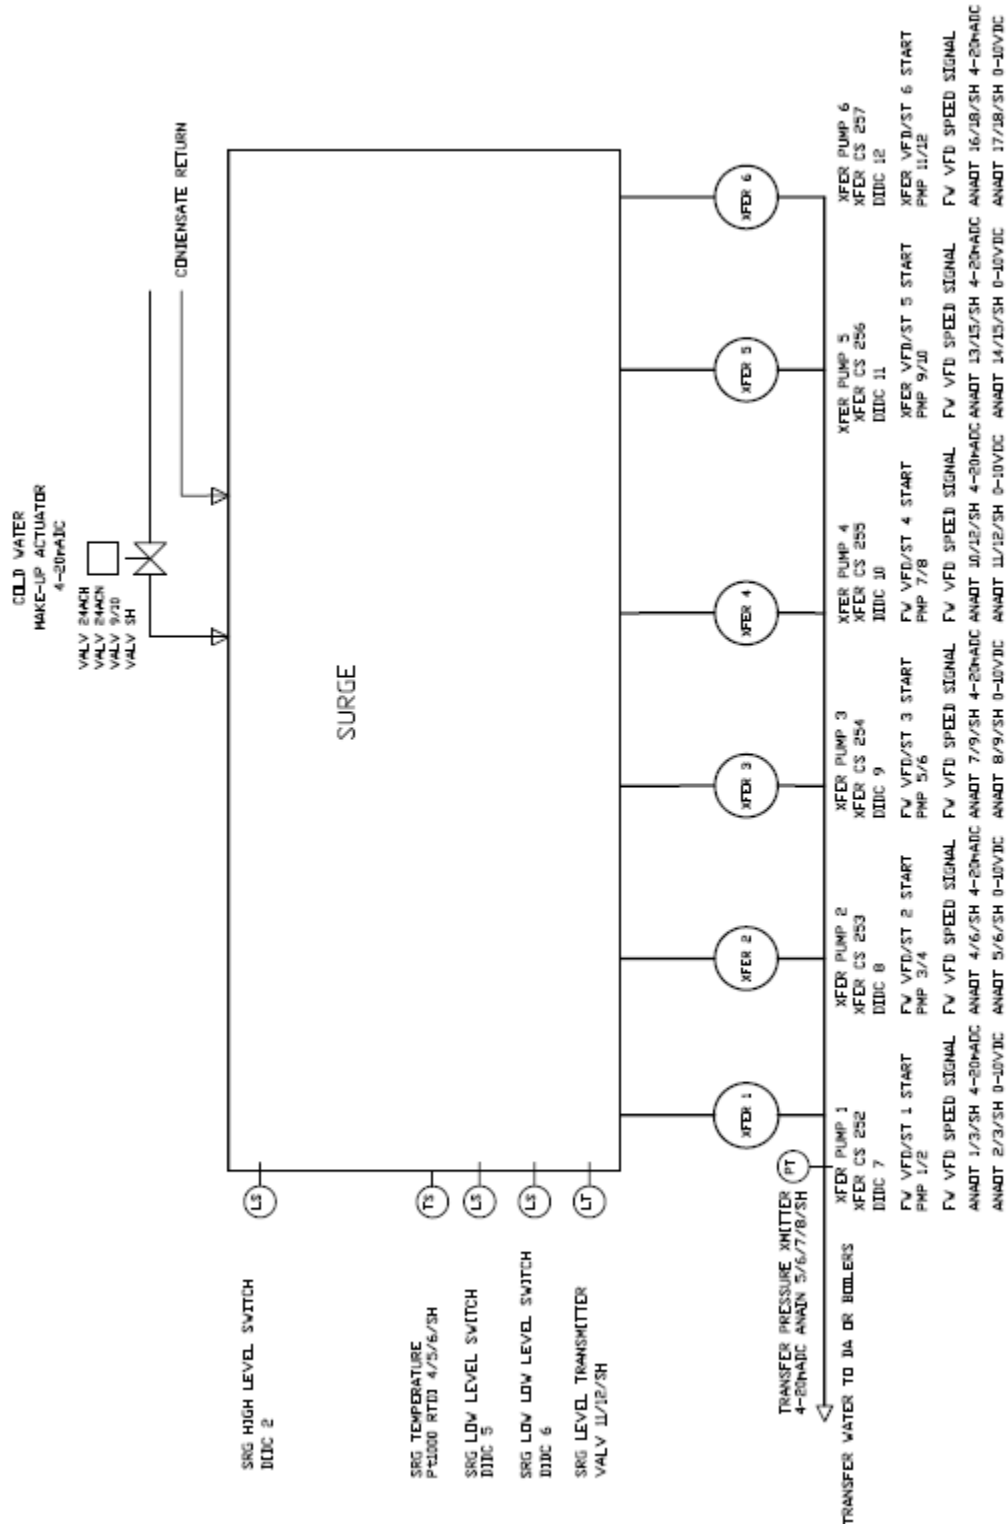 COLD WATER
MAKE-UP ACTUATOR
4-20mADC
VALV 24ACH
VALV 24ACN
VALV 9/10
VALV SH
CONDENSATE RETURN
SURGE
SRG HIGH LEVEL SWITCH
DIDC 2
LS
SRG TEMPERATURE
Pt1000 RTDI 4/5/6/SH
TS
SRG LOW LEVEL SWITCH
DIDC 5
LS
SRG LOW LOW LEVEL SWITCH
DIDC 6
LS
SRG LEVEL TRANSMITTER
VALV 11/12/SH
LT
XFER 1
XFER 2
XFER 3
XFER 4
XFER 5
XFER 6
TRANSFER PRESSURE XMITTER
4-20mADC ANAIN 5/6/7/8/SH
PT
TRANSFER WATER TO DA OR BOILERS
XFER PUMP 1
XFER CS 252
DIDC 7
FW VFD/ST 1 START
PMP 1/2
FW VFD SPEED SIGNAL
ANAOT 1/3/SH 4-20mADC
ANAOT 2/3/SH 0-10VDC
XFER PUMP 2
XFER CS 253
DIDC 8
FW VFD/ST 2 START
PMP 3/4
FW VFD SPEED SIGNAL
ANAOT 4/6/SH 4-20mADC
ANAOT 5/6/SH 0-10VDC
XFER PUMP 3
XFER CS 254
DIDC 9
FW VFD/ST 3 START
PMP 5/6
FW VFD SPEED SIGNAL
ANAOT 7/9/SH 4-20mADC
ANAOT 8/9/SH 0-10VDC
XFER PUMP 4
XFER CS 255
DIDC 10
FW VFD/ST 4 START
PMP 7/8
FW VFD SPEED SIGNAL
ANAOT 10/12/SH 4-20mADC
ANAOT 11/12/SH 0-10VDC
XFER PUMP 5
XFER CS 256
DIDC 11
XFER VFD/ST 5 START
PMP 9/10
FW VFD SPEED SIGNAL
ANAOT 13/15/SH 4-20mADC
ANAOT 14/15/SH 0-10VDC
XFER PUMP 6
XFER CS 257
DIDC 12
XFER VFD/ST 6 START
PMP 11/12
FW VFD SPEED SIGNAL
ANAOT 16/18/SH 4-20mADC
ANAOT 17/18/SH 0-10VDC